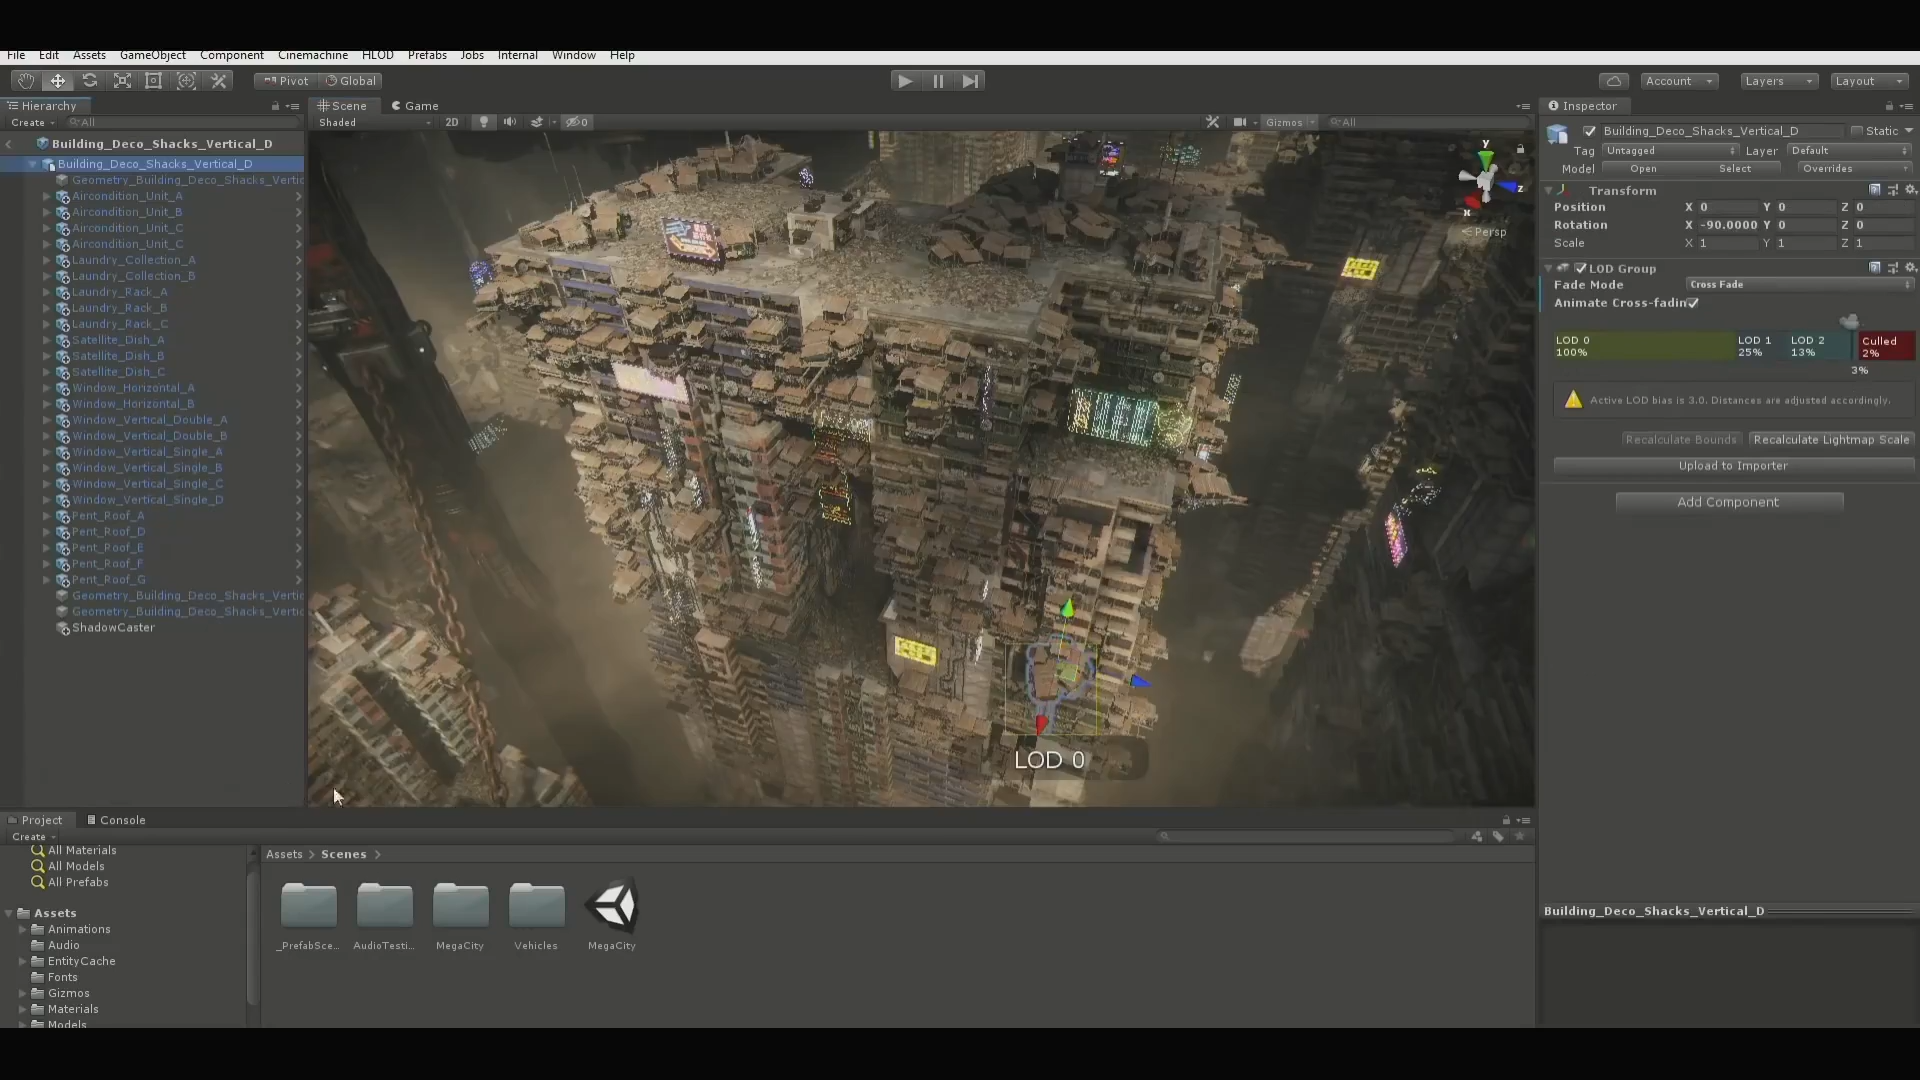 File Edit Assets GameObject Component Cinemachine HLOD Prefabs Jobs Internal Window Help
Pivot Global Account Layers Layout
Hierarchy
Create All
Building_Deco_Shacks_Vertical_D
Building_Deco_Shacks_Vertical_D
Geometry_Building_Deco_Shacks_Vertic
Aircondition_Unit_A
Aircondition_Unit_B
Aircondition_Unit_C
Aircondition_Unit_C
Laundry_Collection_A
Laundry_Collection_B
Laundry_Rack_A
Laundry_Rack_B
Laundry_Rack_C
Satellite_Dish_A
Satellite_Dish_B
Satellite_Dish_C
Window_Horizontal_A
Window_Horizontal_B
Window_Vertical_Double_A
Window_Vertical_Double_B
Window_Vertical_Single_A
Window_Vertical_Single_B
Window_Vertical_Single_C
Window_Vertical_Single_D
Pent_Roof_A
Pent_Roof_D
Pent_Roof_E
Pent_Roof_F
Pent_Roof_G
Geometry_Building_Deco_Shacks_Vertic
Geometry_Building_Deco_Shacks_Vertic
ShadowCaster
Scene Game
Shaded 2D 0 Gizmos All
y
z
x
Persp
LOD 0
Inspector
Building_Deco_Shacks_Vertical_D Static
Tag Untagged Layer Default
Model Open Select Overrides
Transform
Position X 0 Y 0 Z 0
Rotation X -90.0000 Y 0 Z 0
Scale X 1 Y 1 Z 1
LOD Group
Fade Mode Cross Fade
Animate Cross-fadin
LOD 0 LOD 1 LOD 2 Culled
100% 25% 13% 2%
3%
Active LOD bias is 3.0. Distances are adjusted accordingly.
Recalculate Bounds Recalculate Lightmap Scale
Upload to Importer
Add Component
Building_Deco_Shacks_Vertical_D
Project Console
Create
All Materials
All Models
All Prefabs
Assets
Animations
Audio
EntityCache
Fonts
Gizmos
Materials
Models
Assets > Scenes >
_PrefabSce... AudioTesti... MegaCity Vehicles MegaCity